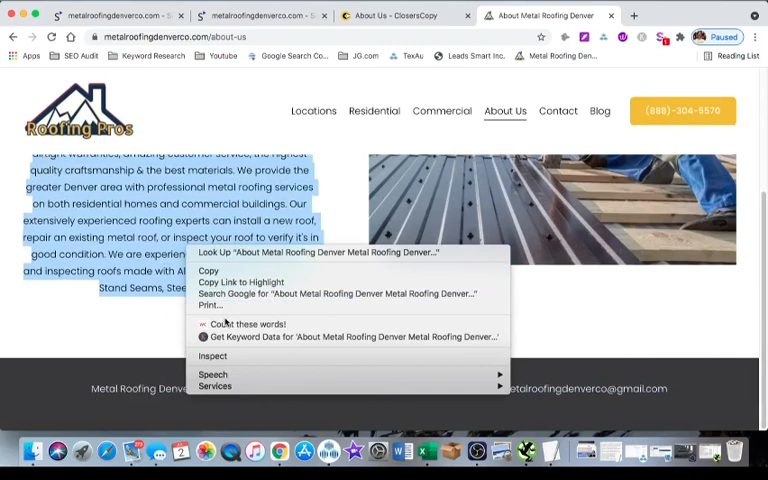 metalroofingdenverco.com - S
metalroofingdenverco.com - S
About Us - ClosersCopy
About Metal Roofing Denver
metalroofingdenverco.com/about-us
Paused
Apps SEO Audit Keyword Research Youtube Google Search Co... JG.com TexAu Leads Smart Inc. Metal Roofing Den... Reading List
Roofing Pros
Locations Residential Commercial About Us Contact Blog (888)-304-5570
airtight warranties, amazing customer service, the highest
quality craftsmanship & the best materials. We provide the
greater Denver area with professional metal roofing services
on both residential homes and commercial buildings. Our
extensively experienced roofing experts can install a new roof,
repair an existing metal roof, or inspect your roof to verify it's in
good condition. We are experien
and inspecting roofs made with Al
Stand Seams, Stee
Look Up "About Metal Roofing Denver Metal Roofing Denver..."
Copy
Copy Link to Highlight
Search Google for "About Metal Roofing Denver Metal Roofing Denver..."
Print...
Count these words!
Get Keyword Data for 'About Metal Roofing Denver Metal Roofing Denver...'
Inspect
Speech
Services
Metal Roofing Denve
etalroofingdenverco@gmail.com